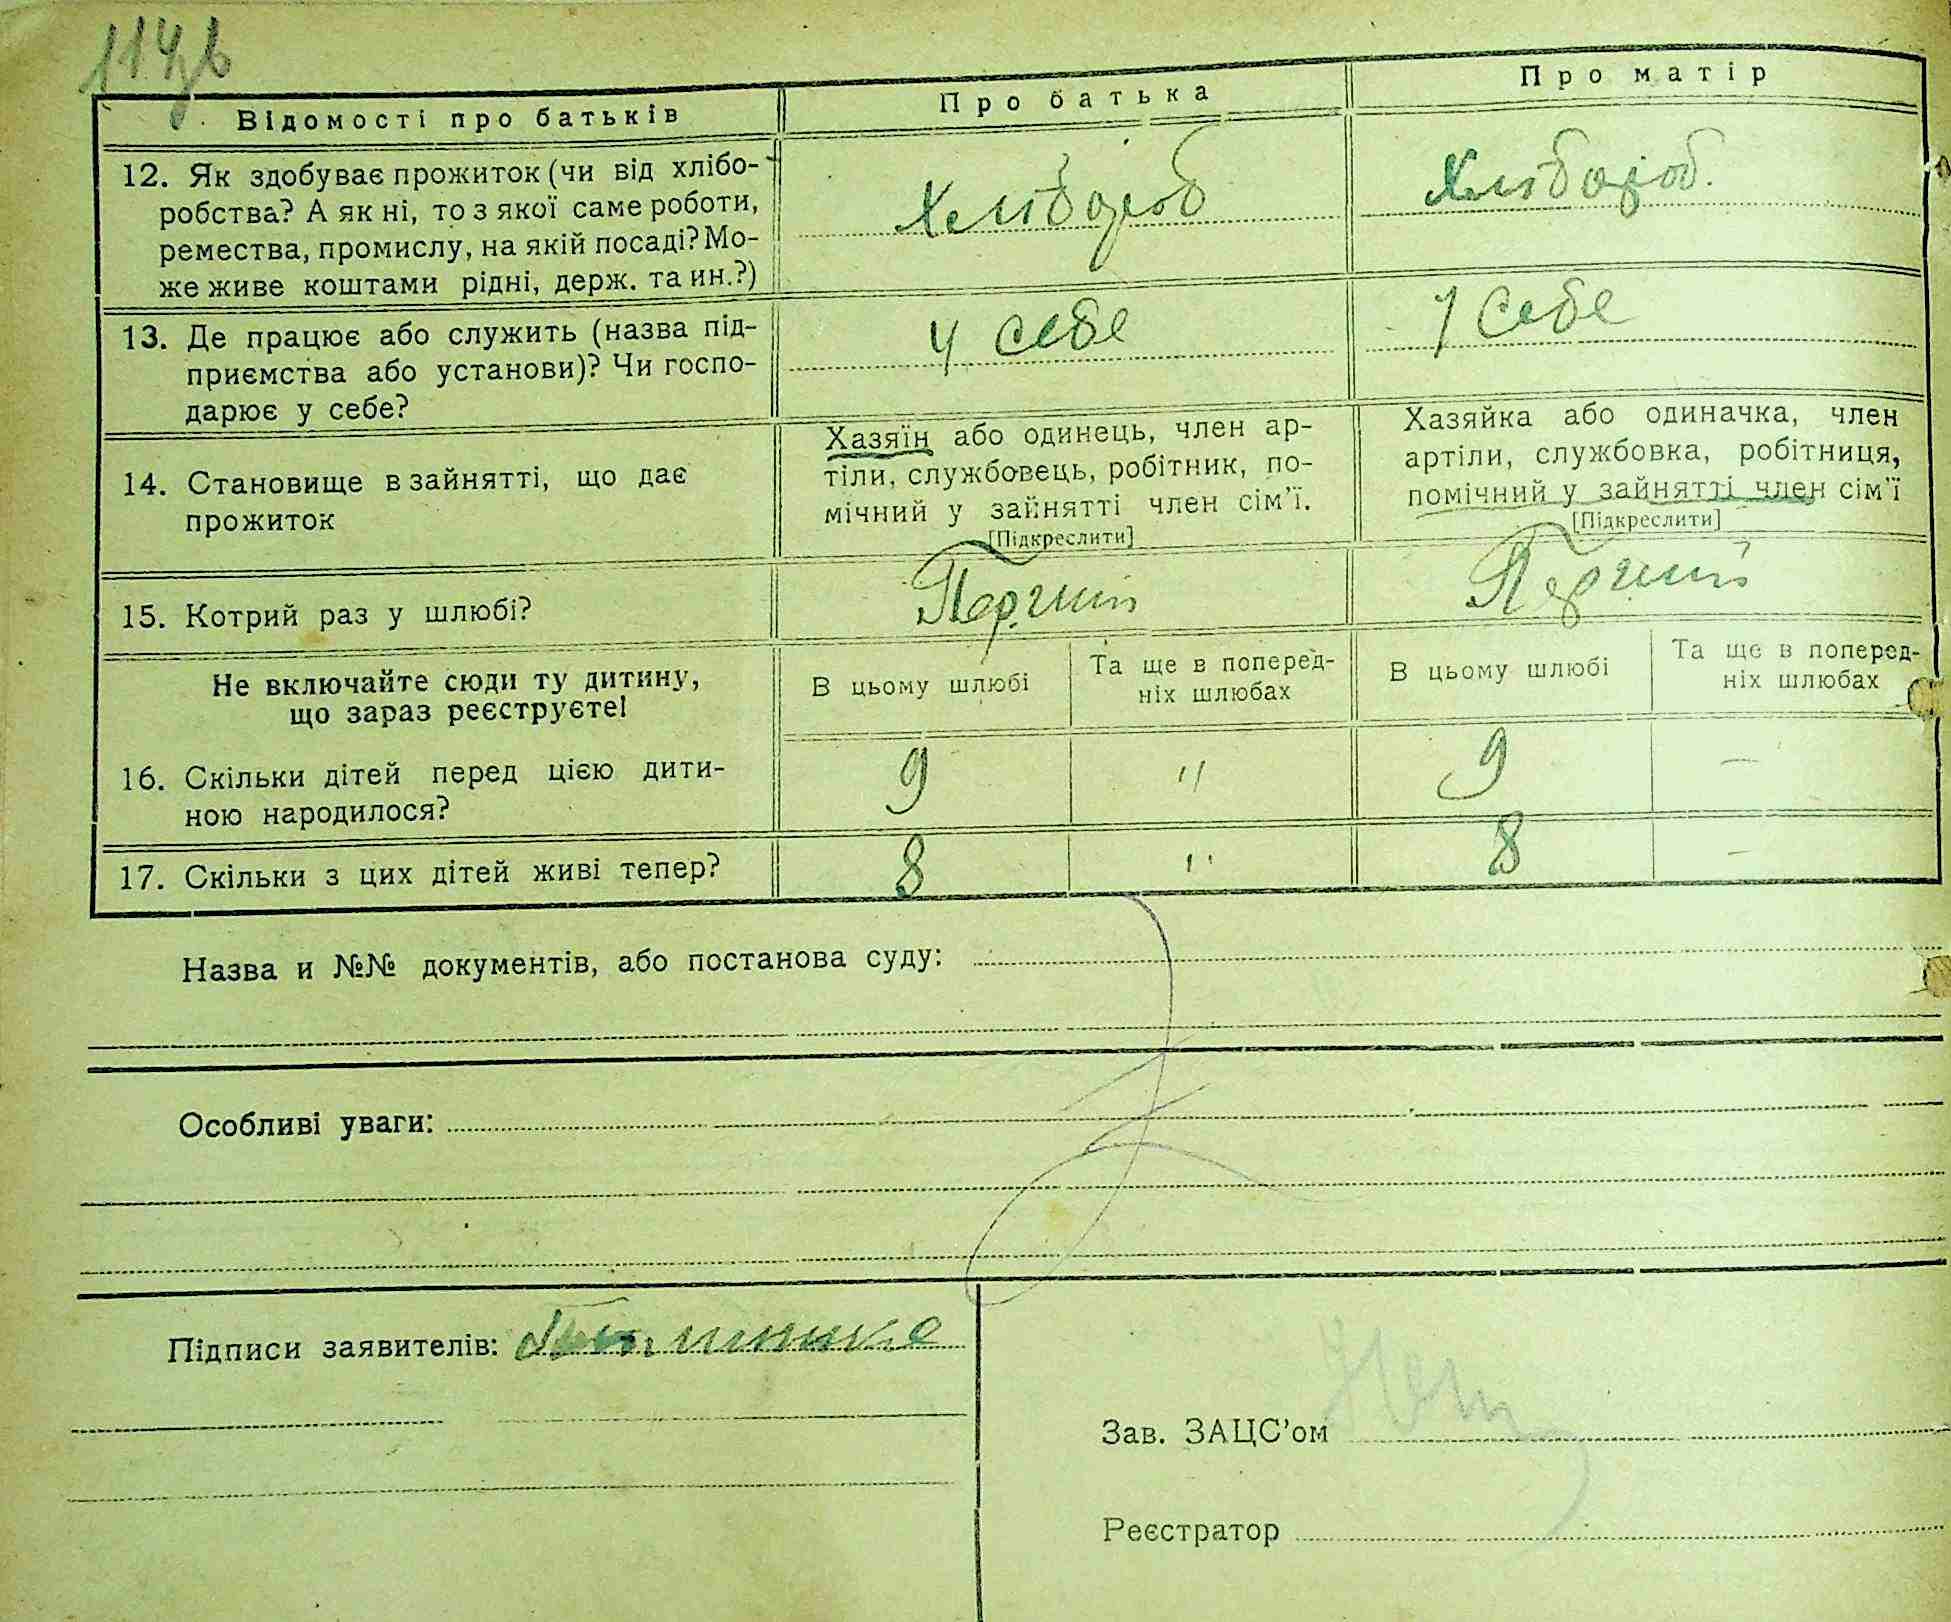 114зв
Відомості про батьків
Про батька
Про матір
12. Як здобуває прожиток (чи від хлібо-
робства? А як ні, то з якої саме роботи,
ремества, промислу, на якій посаді? Мо-
же живе коштами рідні, держ. та ин.?)
Хлібороб
Хлібороб.
13. Де працює або служить (назва під-
приємства або установи)? Чи госпо-
дарює у себе?
У себе
У себе
14. Становище в зайнятті, що дає
прожиток
Хазяїн або одинець, член ар-
тіли, службовець, робітник, по-
мічний у зайнятті член сім'ї.
[Підкреслити]
Хазяйка або одиначка, член
артіли, службовка, робітниця,
помічний у зайнятті член сім'ї
[Підкреслити]
15. Котрий раз у шлюбі?
Перший
Перший
Не включайте сюди ту дитину,
що зараз реєструєте!
В цьому шлюбі
Та ще в поперед-
ніх шлюбах
В цьому шлюбі
Та ще в поперед-
ніх шлюбах
16. Скільки дітей перед цією дити-
ною народилося?
9 " 9 —
17. Скільки з цих дітей живі тепер?
8 " 8 —
Назва и №№ документів, або постанова суду:
Особливі уваги:
Підписи заявителів:
Зав. ЗАЦС'ом
Реєстратор